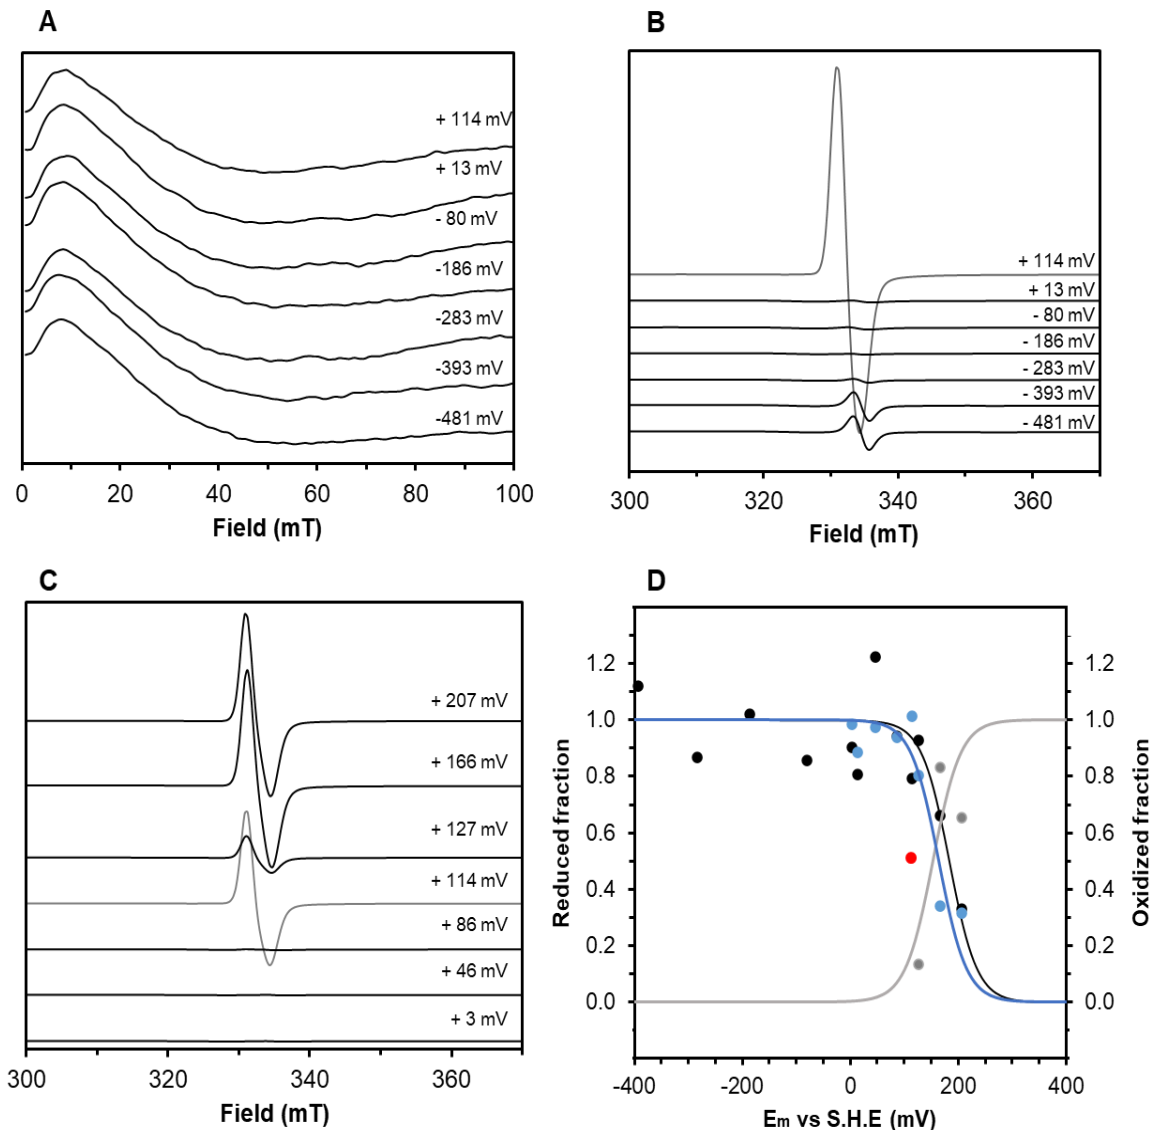 A
+ 114 mV
+ 13 mV
- 80 mV
-186 mV
-283 mV
-393 mV
-481 mV
0 20 40 60 80 100
Field (mT)
B
+ 114 mV
+ 13 mV
- 80 mV
- 186 mV
- 283 mV
- 393 mV
- 481 mV
300 320 340 360
Field (mT)
C
+ 207 mV
+ 166 mV
+ 127 mV
+ 114 mV
+ 86 mV
+ 46 mV
+ 3 mV
300 320 340 360
Field (mT)
D
Reduced fraction
1.2
1.0
0.8
0.6
0.4
0.2
0.0
1.2
1.0
0.8
0.6
0.4
0.2
0.0
Oxidized fraction
-400 -200 0 200 400
Em vs S.H.E (mV)